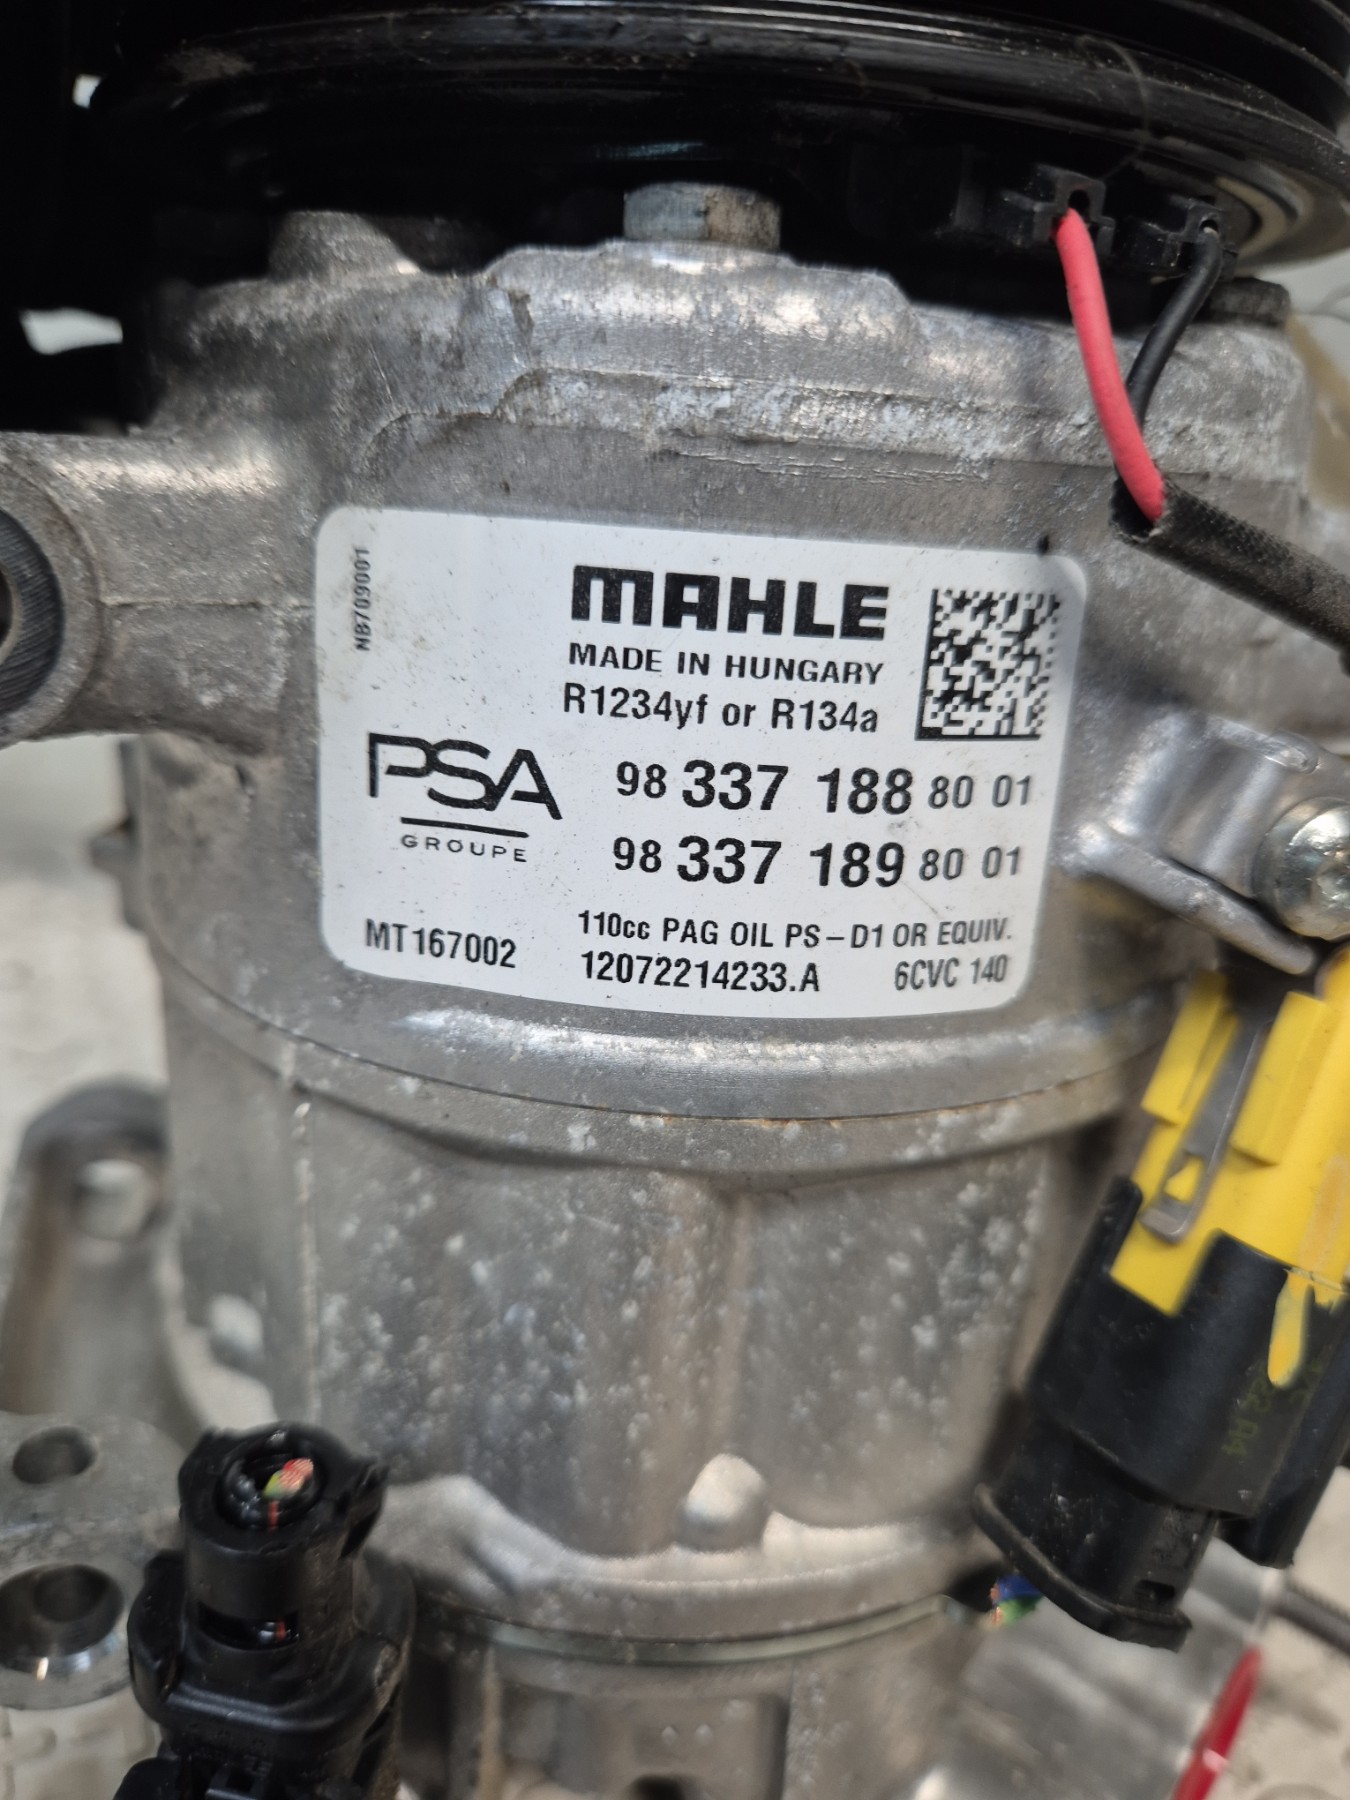 NB709001
MAHLE
MADE IN HUNGARY
R1234yf or R134a
PSA
GROUPE
98 337 188 80 01
98 337 189 80 01
110cc PAG OIL PS-D1 OR EQUIV.
MT167002
12072214233.A
6CVC 140